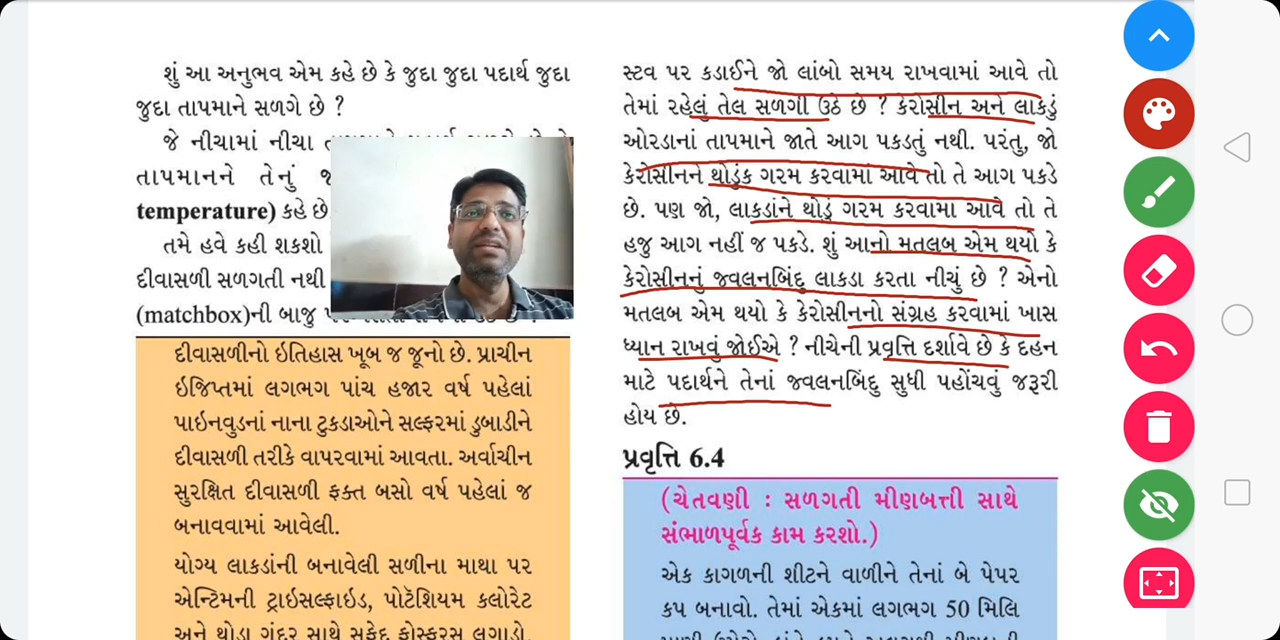 શું આ અનુભવ એમ કહે છે કે જુદા જુદા પદાર્થ જુદા
જુદા તાપમાને સળગે છે ?
જે નીચામાં નીચા
તાપમાનને તેનું
temperature) કહે છે
તમે હવે કહી શકશો
દીવાસળી સળગતી નથી
(matchbox)ની બાજુ
દીવાસળીનો ઇતિહાસ ખૂબ જ જૂનો છે. પ્રાચીન
ઇજિપ્તમાં લગભગ પાંચ હજાર વર્ષ પહેલાં
પાઇનવુડનાં નાના ટુકડાઓને સલ્ફરમાં ડુબાડીને
દીવાસળી તરીકે વાપરવામાં આવતા. અર્વાચીન
સુરક્ષિત દીવાસળી ફક્ત બસો વર્ષ પહેલાં જ
બનાવવામાં આવેલી.
યોગ્ય લાકડાંની બનાવેલી સળીના માથા પર
એન્ટિમની ટ્રાઇસલ્ફાઇડ, પોટૅશિયમ ક્લોરેટ
અને થોડા ગુંદર સાથે સફેદ ફોસ્ફરસ લગાડો.
સ્ટવ પર કડાઈને જો લાંબો સમય રાખવામાં આવે તો
તેમાં રહેલું તેલ સળગી ઉઠે છે ? કેરોસીન અને લાકડું
ઓરડાનાં તાપમાને જાતે આગ પકડતું નથી. પરંતુ, જો
કેરોસીનને થોડુંક ગરમ કરવામાં આવે તો તે આગ પકડે
છે. પણ જો, લાકડાંને થોડું ગરમ કરવામા આવે તો તે
હજુ આગ નહીં જ પકડે. શું આનો મતલબ એમ થયો કે
કેરોસીનનું જ્વલનબિંદુ લાકડા કરતા નીચું છે ? એનો
મતલબ એમ થયો કે કેરોસીનનો સંગ્રહ કરવામાં ખાસ
ધ્યાન રાખવું જોઈએ ? નીચેની પ્રવૃત્તિ દર્શાવે છે કે દહન
માટે પદાર્થને તેનાં જ્વલનબિંદુ સુધી પહોંચવું જરૂરી
હોય છે.
પ્રવૃત્તિ 6.4
(ચેતવણી : સળગતી મીણબત્તી સાથે
સંભાળપૂર્વક કામ કરશો.)
એક કાગળની શીટને વાળીને તેનાં બે પેપર
કપ બનાવો. તેમાં એકમાં લગભગ 50 મિલિ